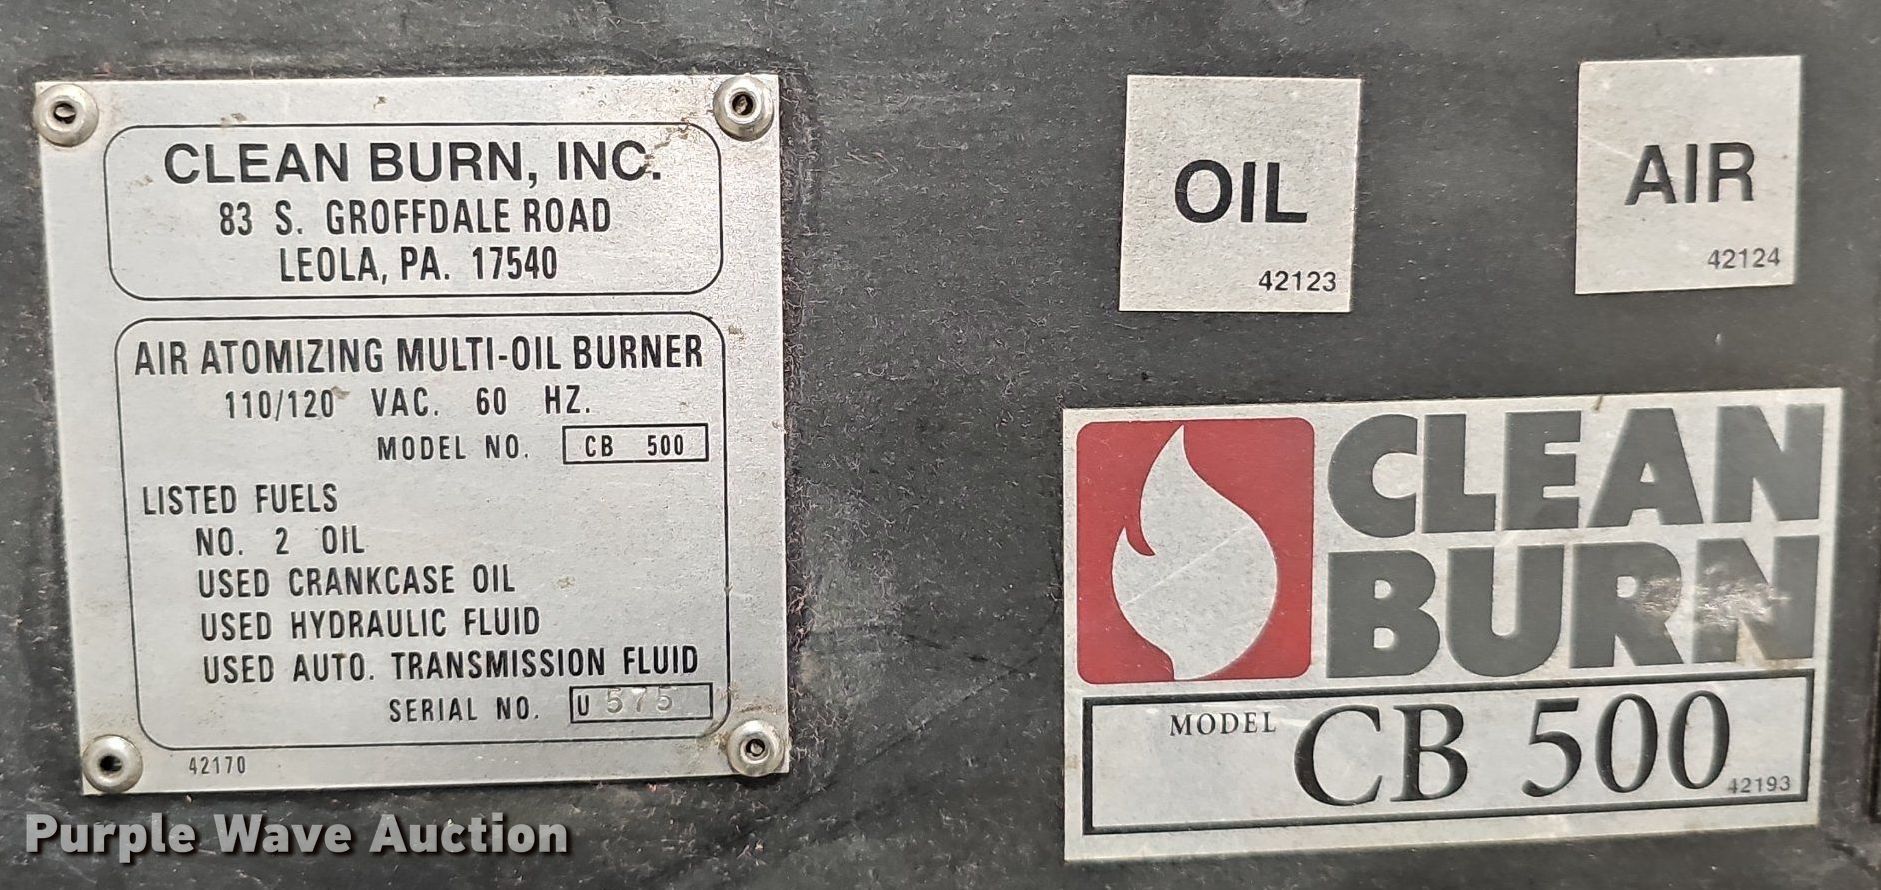 CLEAN BURN, INC.
83 S. GROFFDALE ROAD
LEOLA, PA. 17540
AIR ATOMIZING MULTI-OIL BURNER
110/120 VAC. 60 HZ.
MODEL NO. CB 500
LISTED FUELS
NO. 2 OIL
USED CRANKCASE OIL
USED HYDRAULIC FLUID
USED AUTO. TRANSMISSION FLUID
SERIAL NO. U 575
42170
OIL
42123
AIR
42124
CLEAN
BURN
MODEL CB 500
42193
Purple Wave Auction